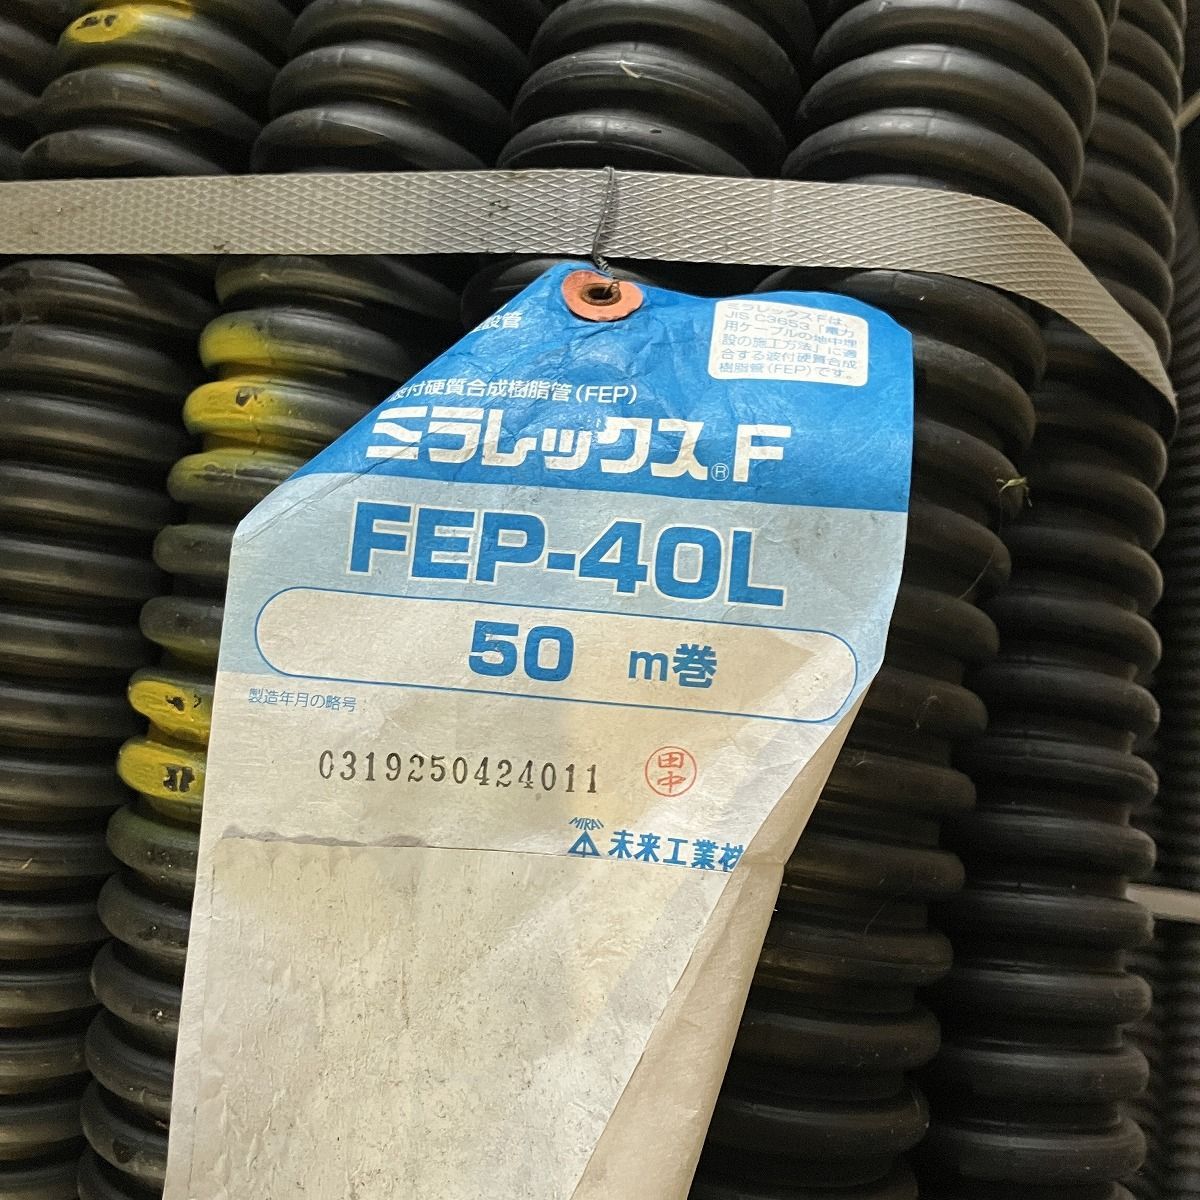 設管
ミラレックスFは、
JIS C3653「電力
用ケーブルの地中埋
設の施工方法」に適
合する波付硬質合成
樹脂管(FEP)です。
付硬質合成樹脂管(FEP)
ミラレックス®F
FEP-40L
50 m巻
製造年月の略号:
0319250424011
田中
MIRAI
未来工業株